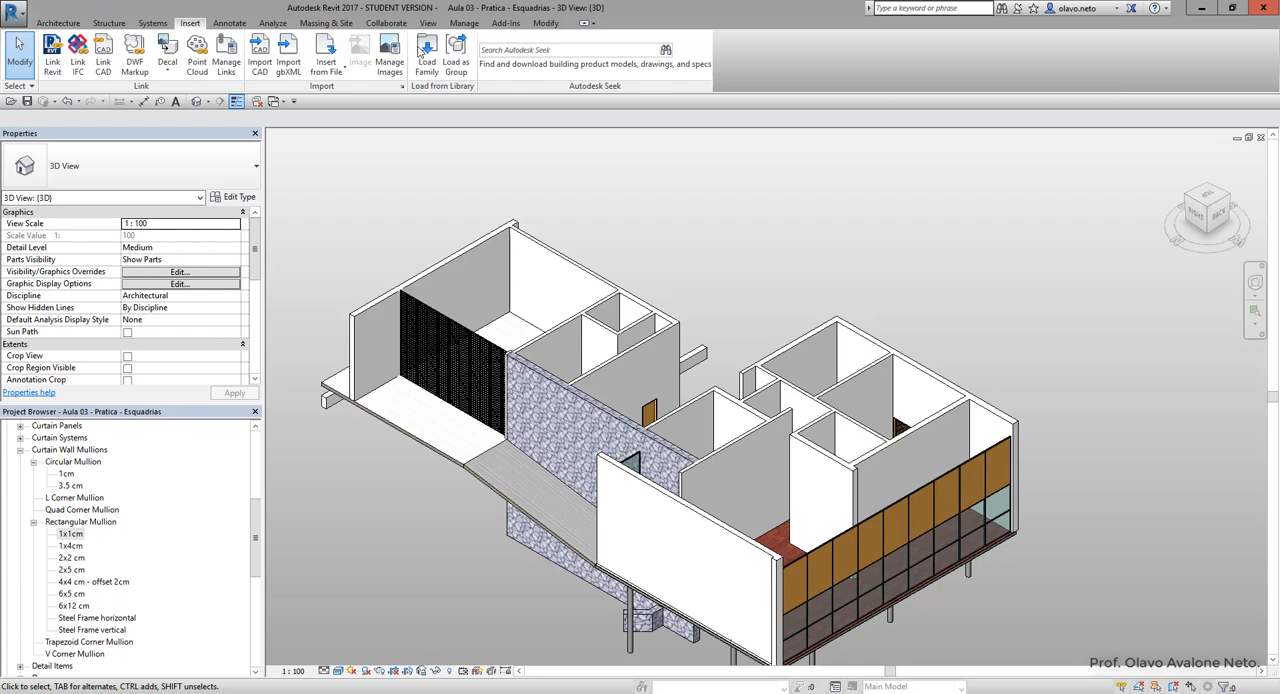 Autodesk Revit 2017 - STUDENT VERSION - Aula 03 - Pratica - Esquadrias - 3D View: {3D}
Type a keyword or phrase
olavo.neto
Architecture Structure Systems Insert Annotate Analyze Massing & Site Collaborate View Manage Add-Ins Modify
Modify
Link Revit
Link IFC
Link CAD
DWF Markup
Decal
Point Cloud
Manage Links
Import CAD
Import gbXML
Insert from File
Image
Manage Images
Load Family
Load as Group
Search Autodesk Seek
Find and download building product models, drawings, and specs
Select
Link
Import
Load from Library
Autodesk Seek
Properties
3D View
3D View: {3D}
Edit Type
Graphics
View Scale 1 : 100
Scale Value 1: 100
Detail Level Medium
Parts Visibility Show Parts
Visibility/Graphics Overrides Edit...
Graphic Display Options Edit...
Discipline Architectural
Show Hidden Lines By Discipline
Default Analysis Display Style None
Sun Path
Extents
Crop View
Crop Region Visible
Annotation Crop
Properties help
Apply
RIGHT
BACK
Project Browser - Aula 03 - Pratica - Esquadrias
Curtain Panels
Curtain Systems
Curtain Wall Mullions
Circular Mullion
1cm
3.5 cm
L Corner Mullion
Quad Corner Mullion
Rectangular Mullion
1x1cm
1x4cm
2x2 cm
2x5 cm
4x4 cm - offset 2cm
6x5 cm
6x12 cm
Steel Frame horizontal
Steel Frame vertical
Trapezoid Corner Mullion
V Corner Mullion
Detail Items
1 : 100
Prof. Olavo Avalone Neto.
Click to select, TAB for alternates, CTRL adds, SHIFT unselects.
:0
Main Model
:0